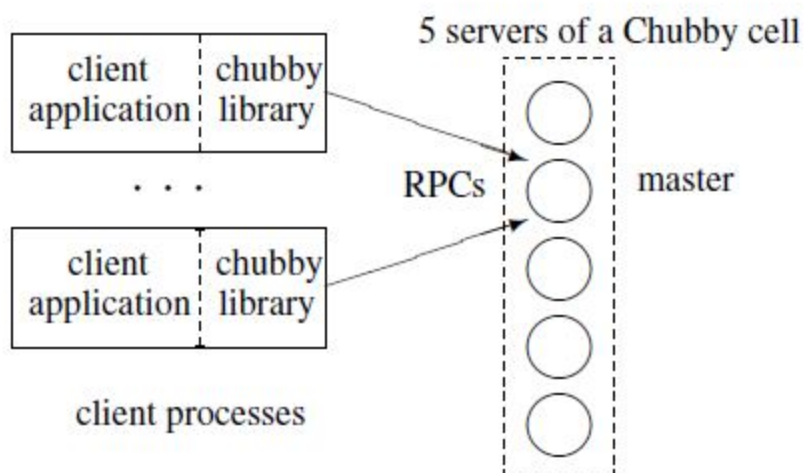 5 servers of a Chubby cell
client
application
chubby
library
. . .
RPCs
master
client
application
chubby
library
client processes